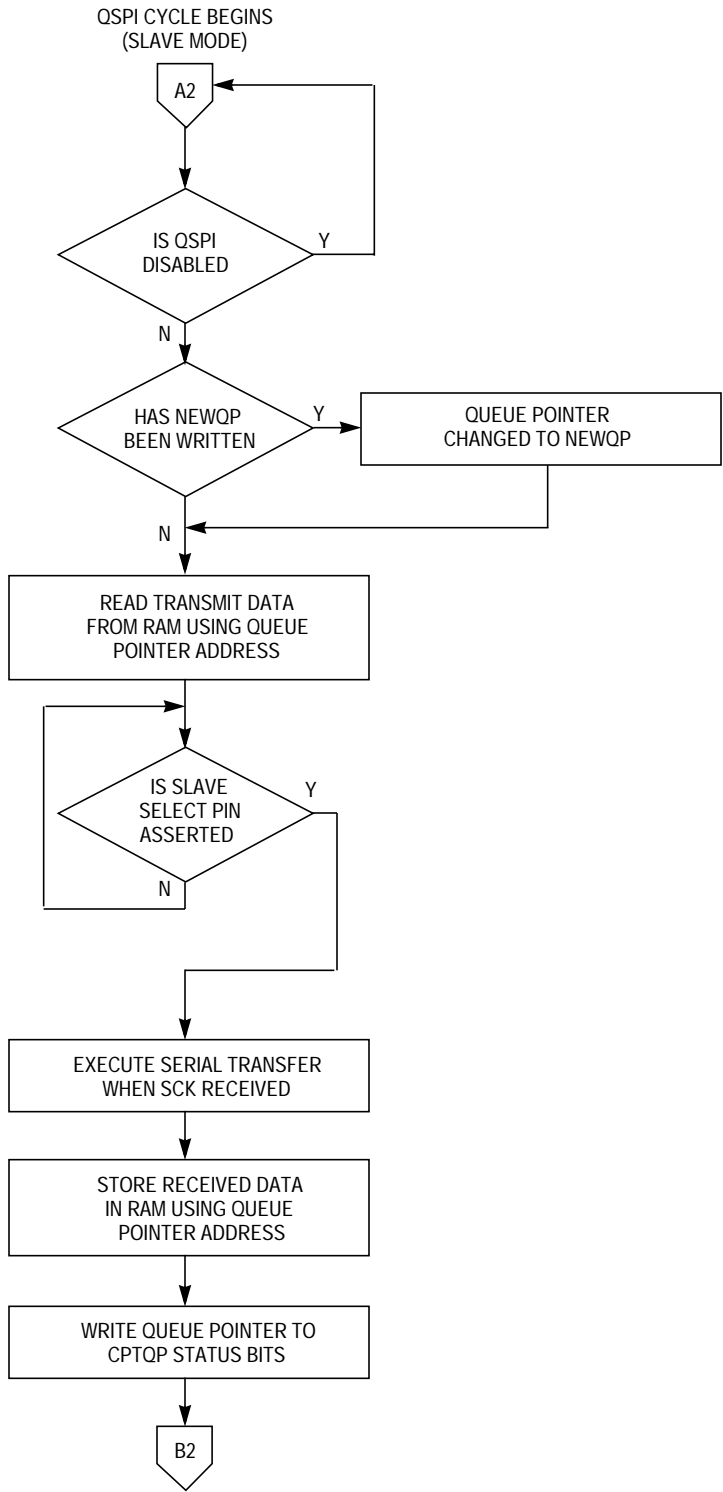 QSPI CYCLE BEGINS
(SLAVE MODE)
A2
IS QSPI
DISABLED
Y
N
HAS NEWQP
BEEN WRITTEN
Y
QUEUE POINTER
CHANGED TO NEWQP
N
READ TRANSMIT DATA
FROM RAM USING QUEUE
POINTER ADDRESS
IS SLAVE
SELECT PIN
ASSERTED
Y
N
EXECUTE SERIAL TRANSFER
WHEN SCK RECEIVED
STORE RECEIVED DATA
IN RAM USING QUEUE
POINTER ADDRESS
WRITE QUEUE POINTER TO
CPTQP STATUS BITS
B2